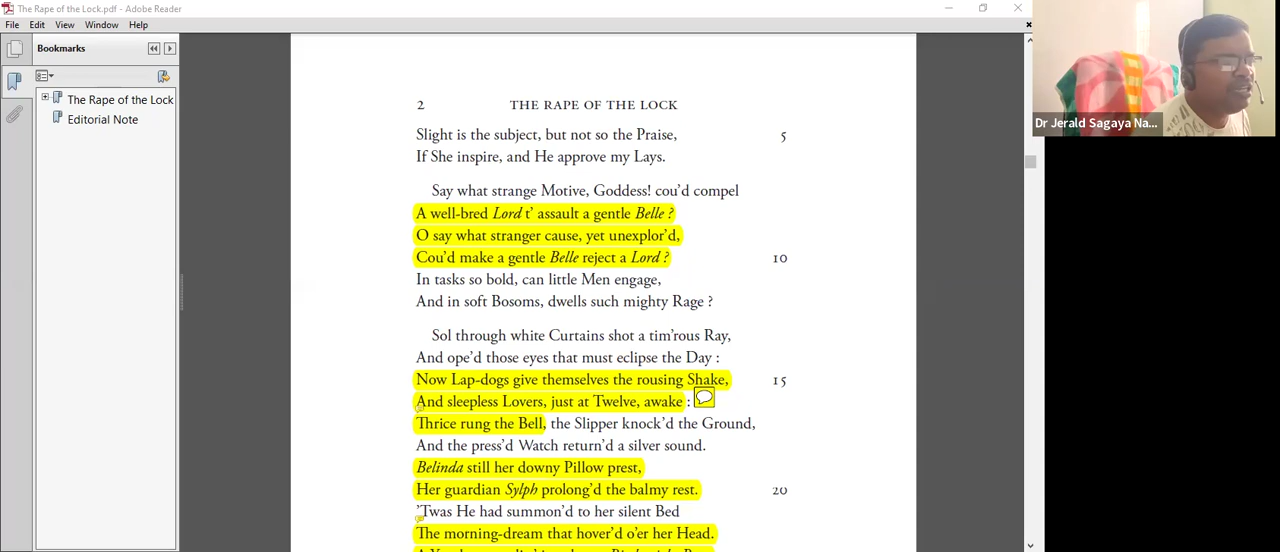 The Rape of the Lock.pdf - Adobe Reader
File Edit View Window Help
Bookmarks
The Rape of the Lock
Editorial Note
2 THE RAPE OF THE LOCK
Slight is the subject, but not so the Praise, 5
If She inspire, and He approve my Lays.
Say what strange Motive, Goddess! cou'd compel
A well-bred Lord t' assault a gentle Belle ?
O say what stranger cause, yet unexplor'd,
Cou'd make a gentle Belle reject a Lord ? 10
In tasks so bold, can little Men engage,
And in soft Bosoms, dwells such mighty Rage ?
Sol through white Curtains shot a tim'rous Ray,
And ope'd those eyes that must eclipse the Day :
Now Lap-dogs give themselves the rousing Shake, 15
And sleepless Lovers, just at Twelve, awake :
Thrice rung the Bell, the Slipper knock'd the Ground,
And the press'd Watch return'd a silver sound.
Belinda still her downy Pillow prest,
Her guardian Sylph prolong'd the balmy rest. 20
'Twas He had summon'd to her silent Bed
The morning-dream that hover'd o'er her Head.
Dr Jerald Sagaya Na...